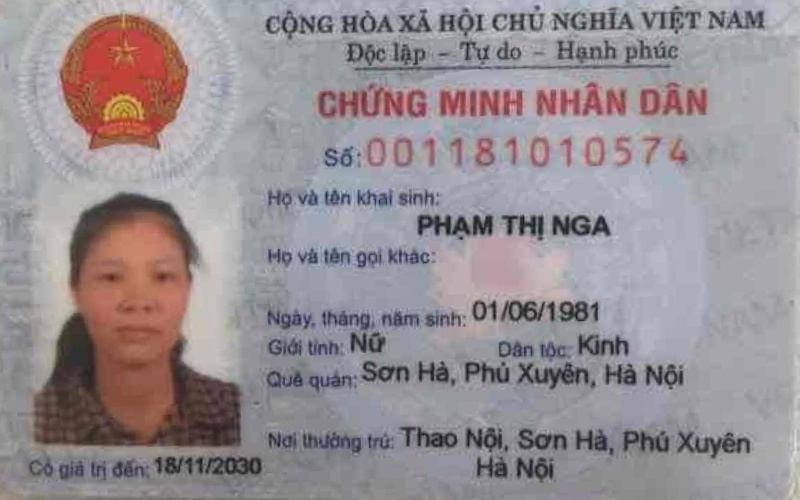 CỘNG HÒA XÃ HỘI CHỦ NGHĨA VIỆT NAM
Độc lập – Tự do – Hạnh phúc
CHỨNG MINH NHÂN DÂN
Số: 001181010574
Họ và tên khai sinh:
PHẠM THỊ NGA
Họ và tên gọi khác:
Ngày, tháng, năm sinh: 01/06/1981
Giới tính: Nữ Dân tộc: Kinh
Quê quán: Sơn Hà, Phú Xuyên, Hà Nội
Nơi thường trú: Thao Nội, Sơn Hà, Phú Xuyên
Hà Nội
Có giá trị đến: 18/11/2030